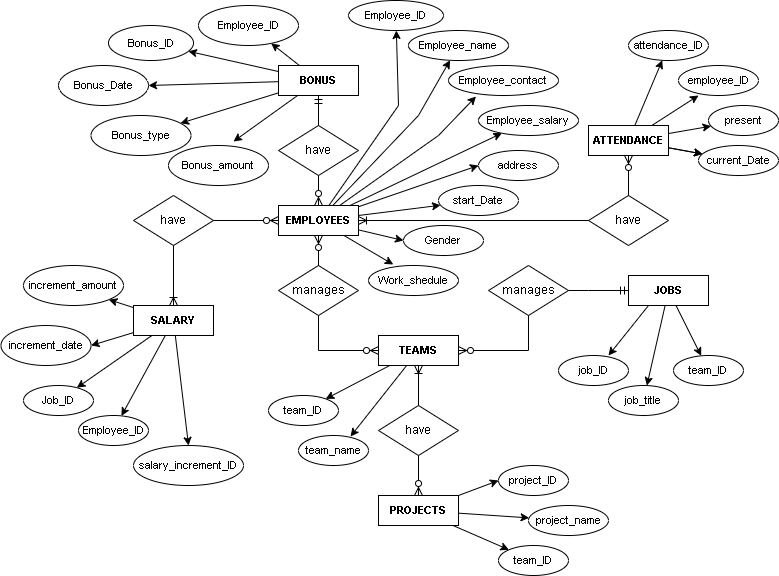 Employee_ID
Employee_ID
Bonus_ID
Employee_name
attendance_ID
BONUS
Employee_contact
employee_ID
Bonus_Date
Bonus_type
Employee_salary
present
ATTENDANCE
have
Bonus_amount
address
current_Date
start_Date
have
EMPLOYEES
have
Gender
Work_shedule
increment_amount
manages
manages
JOBS
SALARY
increment_date
TEAMS
job_ID
team_ID
Job_ID
team_ID
job_title
Employee_ID
have
team_name
salary_increment_ID
project_ID
PROJECTS
project_name
team_ID